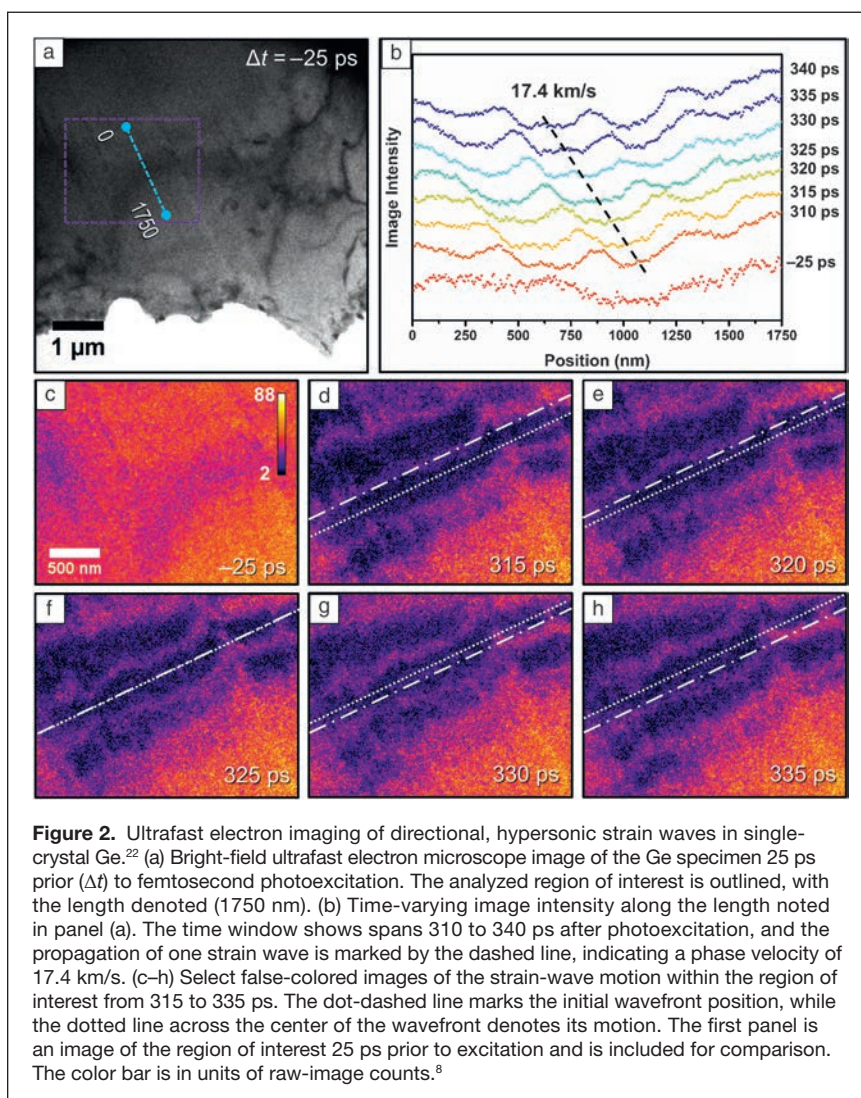 a
Δt = –25 ps
0
1750
1 μm
b
17.4 km/s
340 ps
335 ps
330 ps
325 ps
320 ps
315 ps
310 ps
–25 ps
Image Intensity
0 250 500 750 1000 1250 1500 1750
Position (nm)
c
88
2
500 nm
–25 ps
d
315 ps
e
320 ps
f
325 ps
g
330 ps
h
335 ps
Figure 2. Ultrafast electron imaging of directional, hypersonic strain waves in single-
crystal Ge.22 (a) Bright-field ultrafast electron microscope image of the Ge specimen 25 ps
prior (Δt) to femtosecond photoexcitation. The analyzed region of interest is outlined, with
the length denoted (1750 nm). (b) Time-varying image intensity along the length noted
in panel (a). The time window shows spans 310 to 340 ps after photoexcitation, and the
propagation of one strain wave is marked by the dashed line, indicating a phase velocity of
17.4 km/s. (c–h) Select false-colored images of the strain-wave motion within the region of
interest from 315 to 335 ps. The dot-dashed line marks the initial wavefront position, while
the dotted line across the center of the wavefront denotes its motion. The first panel is
an image of the region of interest 25 ps prior to excitation and is included for comparison.
The color bar is in units of raw-image counts.8